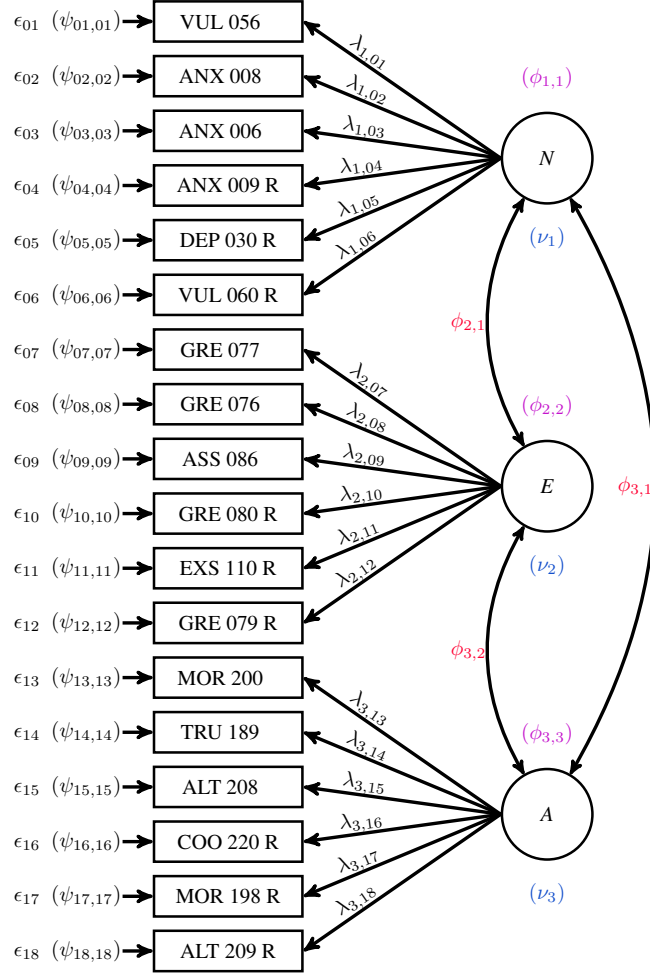 ϵ01 (ψ01,01) VUL 056
λ1,01
ϵ02 (ψ02,02) ANX 008
λ1,02
(ϕ1,1)
ϵ03 (ψ03,03) ANX 006
λ1,03
N
ϵ04 (ψ04,04) ANX 009 R
λ1,04
ϵ05 (ψ05,05) DEP 030 R
λ1,05
(ν1)
ϵ06 (ψ06,06) VUL 060 R
λ1,06
ϕ2,1
ϵ07 (ψ07,07) GRE 077
λ2,07
ϵ08 (ψ08,08) GRE 076
λ2,08
(ϕ2,2)
ϵ09 (ψ09,09) ASS 086
λ2,09
E
ϕ3,1
ϵ10 (ψ10,10) GRE 080 R
λ2,10
ϵ11 (ψ11,11) EXS 110 R
λ2,11
(ν2)
ϵ12 (ψ12,12) GRE 079 R
λ2,12
ϕ3,2
ϵ13 (ψ13,13) MOR 200
λ3,13
ϵ14 (ψ14,14) TRU 189
λ3,14
(ϕ3,3)
ϵ15 (ψ15,15) ALT 208
λ3,15
A
ϵ16 (ψ16,16) COO 220 R
λ3,16
ϵ17 (ψ17,17) MOR 198 R
λ3,17
(ν3)
ϵ18 (ψ18,18) ALT 209 R
λ3,18